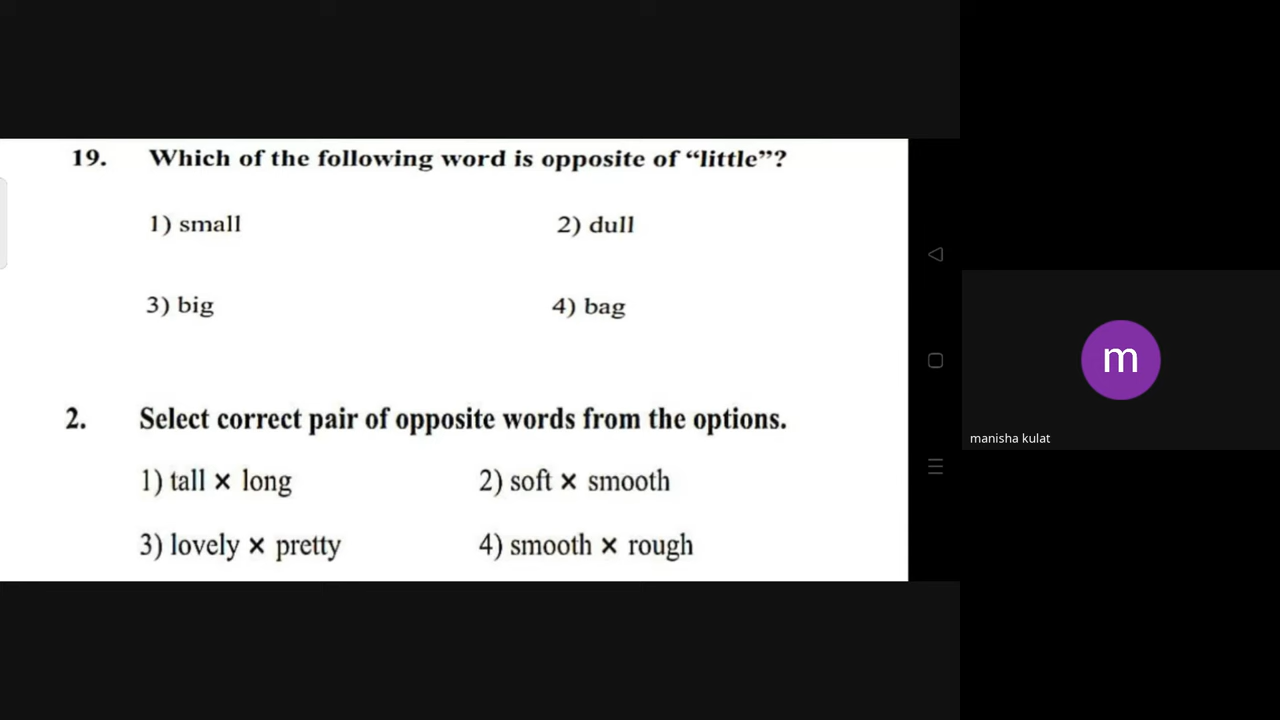 19. Which of the following word is opposite of “little”?
1) small 2) dull
3) big 4) bag
2. Select correct pair of opposite words from the options.
1) tall × long 2) soft × smooth
3) lovely × pretty 4) smooth × rough
m
manisha kulat